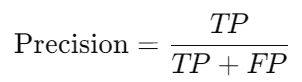 Precision = TP / (TP + FP)